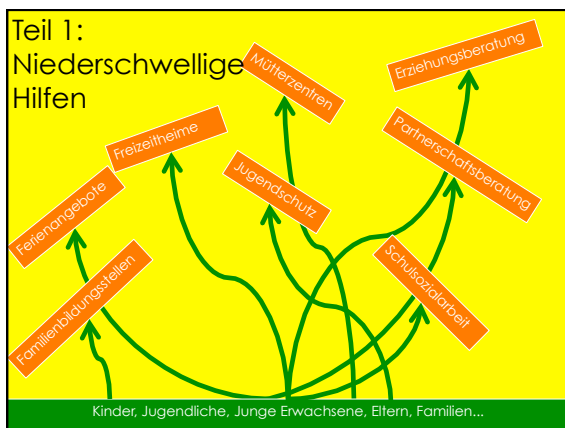 Teil 1:
Niederschwellige
Hilfen
Mütterzentren
Erziehungsberatung
Freizeitheime
Partnerschaftsberatung
Jugendschutz
Ferienangebote
Schulsozialarbeit
Familienbildungsstellen
Kinder, Jugendliche, Junge Erwachsene, Eltern, Familien...